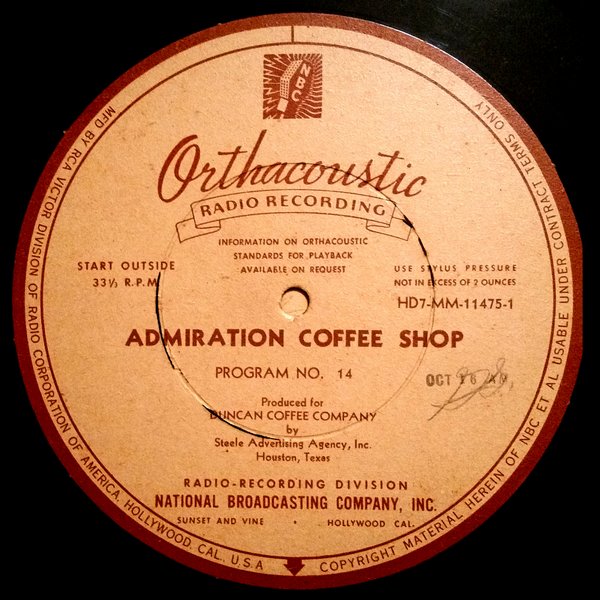 NBC
Orthacoustic
RADIO RECORDING
INFORMATION ON ORTHACOUSTIC
STANDARDS FOR PLAYBACK
AVAILABLE ON REQUEST
START OUTSIDE
33⅓ R.P.M
USE STYLUS PRESSURE
NOT IN EXCESS OF 2 OUNCES
HD7-MM-11475-1
ADMIRATION COFFEE SHOP
PROGRAM NO. 14
OCT
Produced for
DUNCAN COFFEE COMPANY
by
Steele Advertising Agency, Inc.
Houston, Texas
RADIO-RECORDING DIVISION
NATIONAL BROADCASTING COMPANY, INC.
SUNSET AND VINE • HOLLYWOOD CAL.
MFD BY RCA VICTOR DIVISION OF RADIO CORPORATION OF AMERICA, HOLLYWOOD, CAL. U.S.A
COPYRIGHT MATERIAL HEREIN OF NBC ET AL USABLE UNDER CONTRACT TERMS ONLY